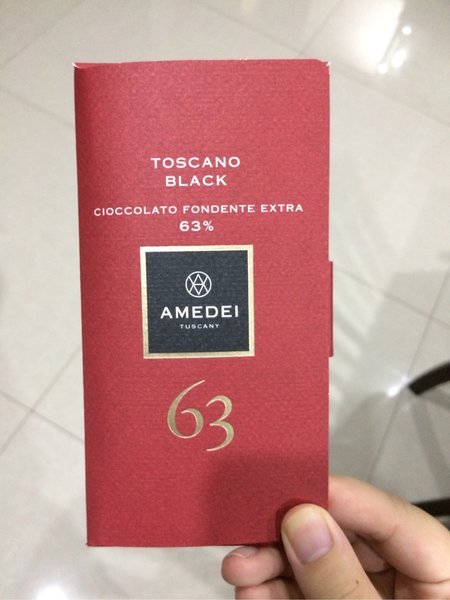 TOSCANO
BLACK
CIOCCOLATO FONDENTE EXTRA
63%
AMEDEI
TUSCANY
63